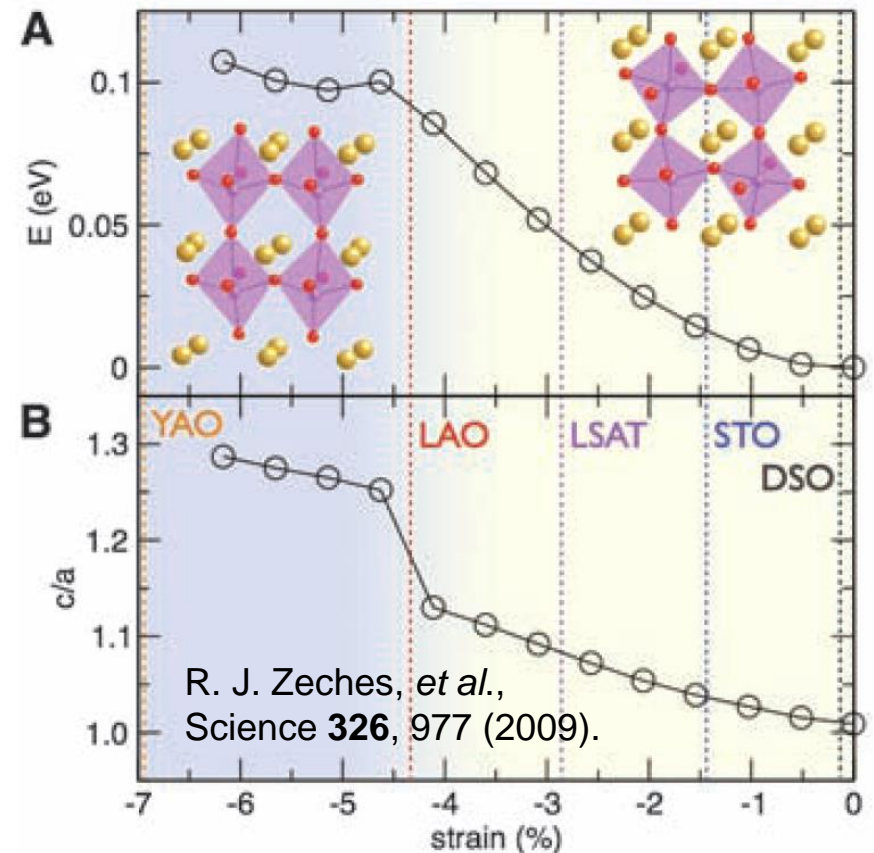 A
E (eV)
0.1
0.05
0
B
YAO
LAO
LSAT
STO
DSO
c/a
1.3
1.2
1.1
1.0
R. J. Zeches, et al.,
Science 326, 977 (2009).
-7 -6 -5 -4 -3 -2 -1 0
strain (%)